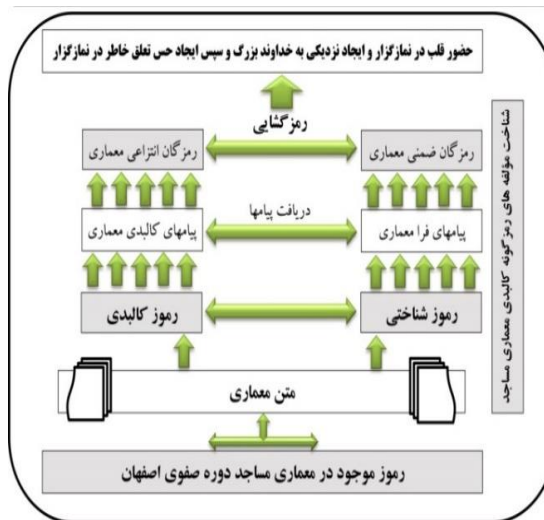 حضور قلب در نمازگزار و ایجاد نزدیکی به خداوند بزرگ و سپس ایجاد حس تعلق خاطر در نمازگزار
رمزگشایی
رمزگان ضمنی معماری
رمزگان انتزاعی معماری
پیامهای فرا معماری
دریافت پیامها
پیامهای کالبدی معماری
رموز شناختی
رموز کالبدی
متن معماری
رموز موجود در معماری مساجد دوره صفوی اصفهان
شناخت مؤلفه های رمزگونه کالبدی معماری مساجد